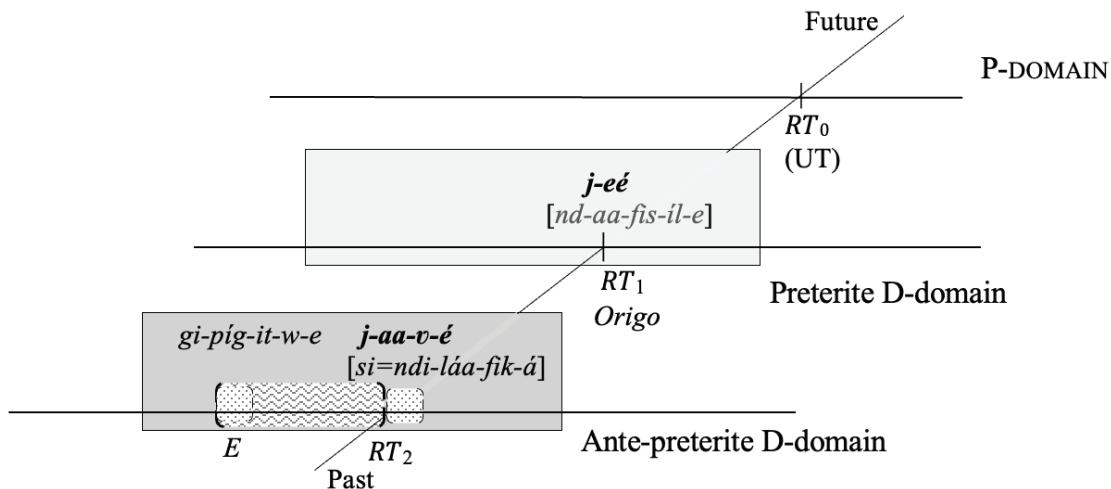 Future
P-DOMAIN
RT₀
(UT)
j-eé
[nd-aa-fis-íl-e]
RT₁
Origo
Preterite D-domain
gi-píg-it-w-e j-aa-v-é
[si=ndi-láa-fik-á]
E
RT₂
Ante-preterite D-domain
Past